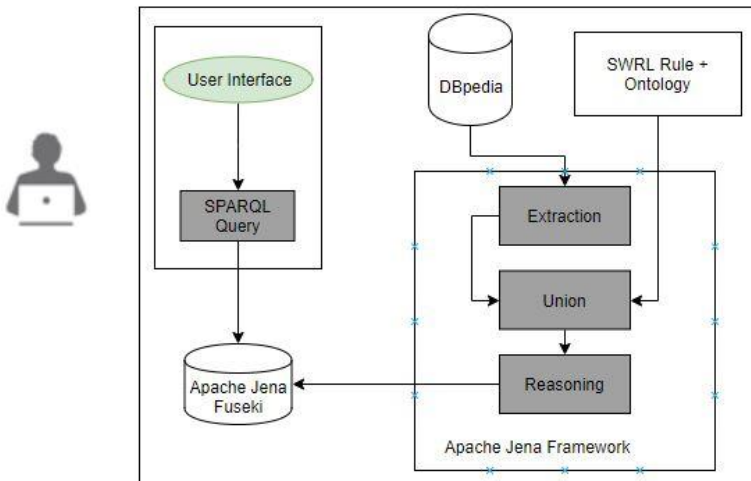 User Interface
SPARQL
Query
Apache Jena
Fuseki
DBpedia
SWRL Rule +
Ontology
Extraction
Union
Reasoning
Apache Jena Framework